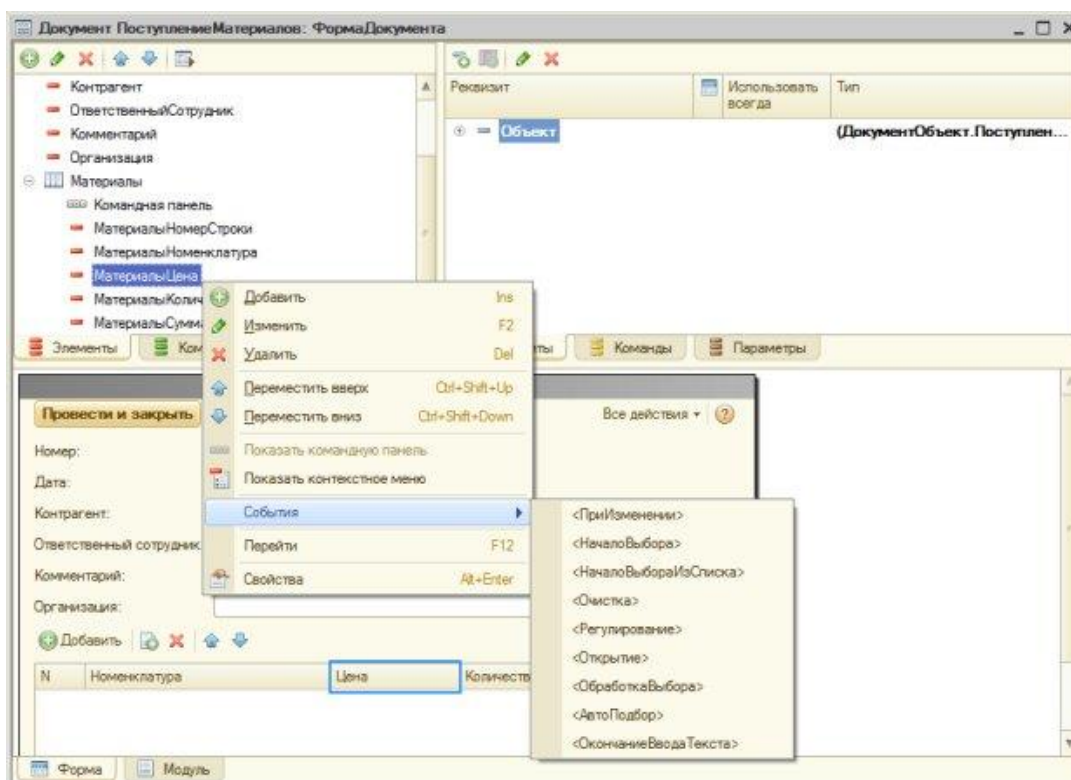 Документ ПоступлениеМатериалов: ФормаДокумента
Контрагент
ОтветственныйСотрудник
Комментарий
Организация
Материалы
Командная панель
МатериалыНомерСтроки
МатериалыНоменклатура
МатериалыЦена
МатериалыКолич
МатериалыСумма
Элементы
Ком
Реквизит
Использовать всегда
Тип
Объект
(ДокументОбъект.Поступлен...
ты
Команды
Параметры
Добавить Ins
Изменить F2
Удалить Del
Переместить вверх Ctrl+Shift+Up
Переместить вниз Ctrl+Shift+Down
Показать командную панель
Показать контекстное меню
События
Перейти F12
Свойства Alt+Enter
<ПриИзменении>
<НачалоВыбора>
<НачалоВыбораИзСписка>
<Очистка>
<Регулирование>
<Открытие>
<ОбработкаВыбора>
<АвтоПодбор>
<ОкончаниеВводаТекста>
Провести и закрыть
Все действия
Номер:
Дата:
Контрагент:
Ответственный сотрудник:
Комментарий:
Организация:
Добавить
N Номенклатура Цена Количеств
Форма Модуль